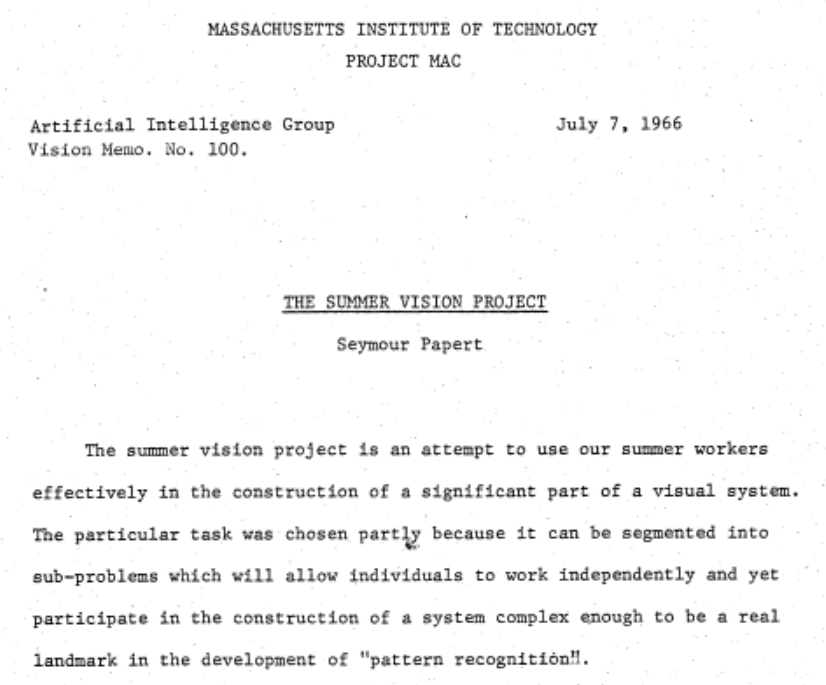 MASSACHUSETTS INSTITUTE OF TECHNOLOGY
PROJECT MAC
Artificial Intelligence Group July 7, 1966
Vision Memo. No. 100.
THE SUMMER VISION PROJECT
Seymour Papert
The summer vision project is an attempt to use our summer workers
effectively in the construction of a significant part of a visual system.
The particular task was chosen partly because it can be segmented into
sub-problems which will allow individuals to work independently and yet
participate in the construction of a system complex enough to be a real
landmark in the development of "pattern recognition".